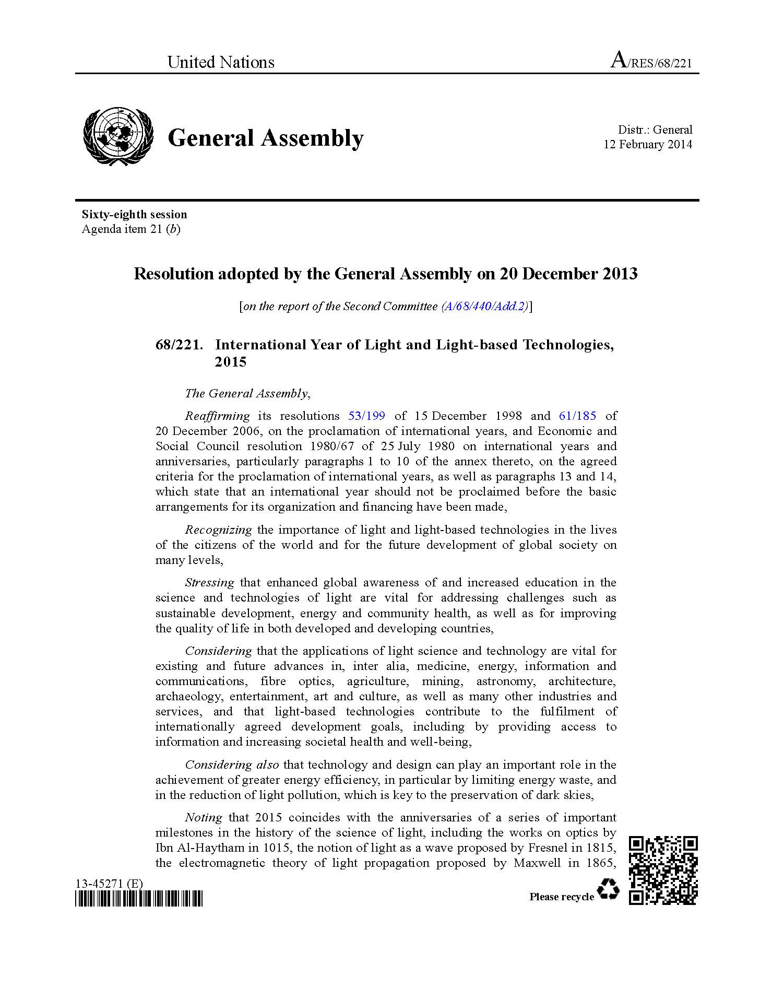 United Nations
A/RES/68/221
General Assembly
Distr.: General
12 February 2014
Sixty-eighth session
Agenda item 21 (b)
Resolution adopted by the General Assembly on 20 December 2013
[on the report of the Second Committee (A/68/440/Add.2)]
68/221. International Year of Light and Light-based Technologies,
2015
The General Assembly,
Reaffirming its resolutions 53/199 of 15 December 1998 and 61/185 of
20 December 2006, on the proclamation of international years, and Economic and
Social Council resolution 1980/67 of 25 July 1980 on international years and
anniversaries, particularly paragraphs 1 to 10 of the annex thereto, on the agreed
criteria for the proclamation of international years, as well as paragraphs 13 and 14,
which state that an international year should not be proclaimed before the basic
arrangements for its organization and financing have been made,
Recognizing the importance of light and light-based technologies in the lives
of the citizens of the world and for the future development of global society on
many levels,
Stressing that enhanced global awareness of and increased education in the
science and technologies of light are vital for addressing challenges such as
sustainable development, energy and community health, as well as for improving
the quality of life in both developed and developing countries,
Considering that the applications of light science and technology are vital for
existing and future advances in, inter alia, medicine, energy, information and
communications, fibre optics, agriculture, mining, astronomy, architecture,
archaeology, entertainment, art and culture, as well as many other industries and
services, and that light-based technologies contribute to the fulfilment of
internationally agreed development goals, including by providing access to
information and increasing societal health and well-being,
Considering also that technology and design can play an important role in the
achievement of greater energy efficiency, in particular by limiting energy waste, and
in the reduction of light pollution, which is key to the preservation of dark skies,
Noting that 2015 coincides with the anniversaries of a series of important
milestones in the history of the science of light, including the works on optics by
Ibn Al-Haytham in 1015, the notion of light as a wave proposed by Fresnel in 1815,
the electromagnetic theory of light propagation proposed by Maxwell in 1865,
13-45271 (E)
Please recycle